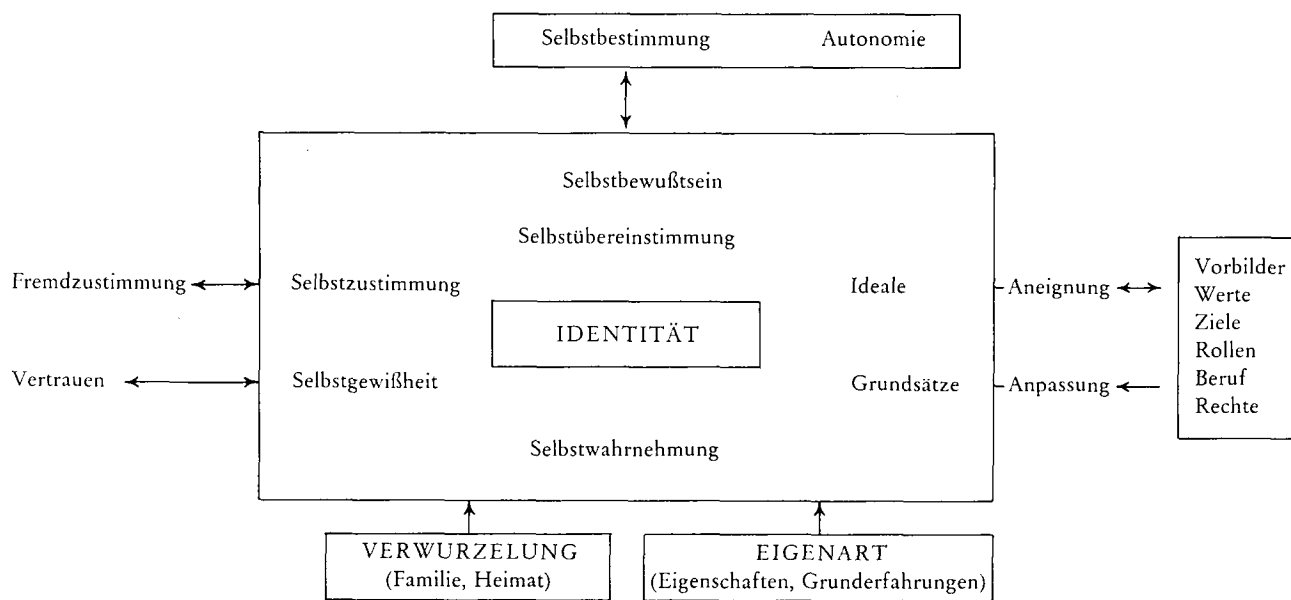 Selbstbestimmung Autonomie
Selbstbewußtsein
Selbstübereinstimmung
Fremdzustimmung Selbstzustimmung Ideale Aneignung
IDENTITÄT
Vertrauen Selbstgewißheit Grundsätze Anpassung
Vorbilder
Werte
Ziele
Rollen
Beruf
Rechte
Selbstwahrnehmung
VERWURZELUNG
(Familie, Heimat)
EIGENART
(Eigenschaften, Grunderfahrungen)